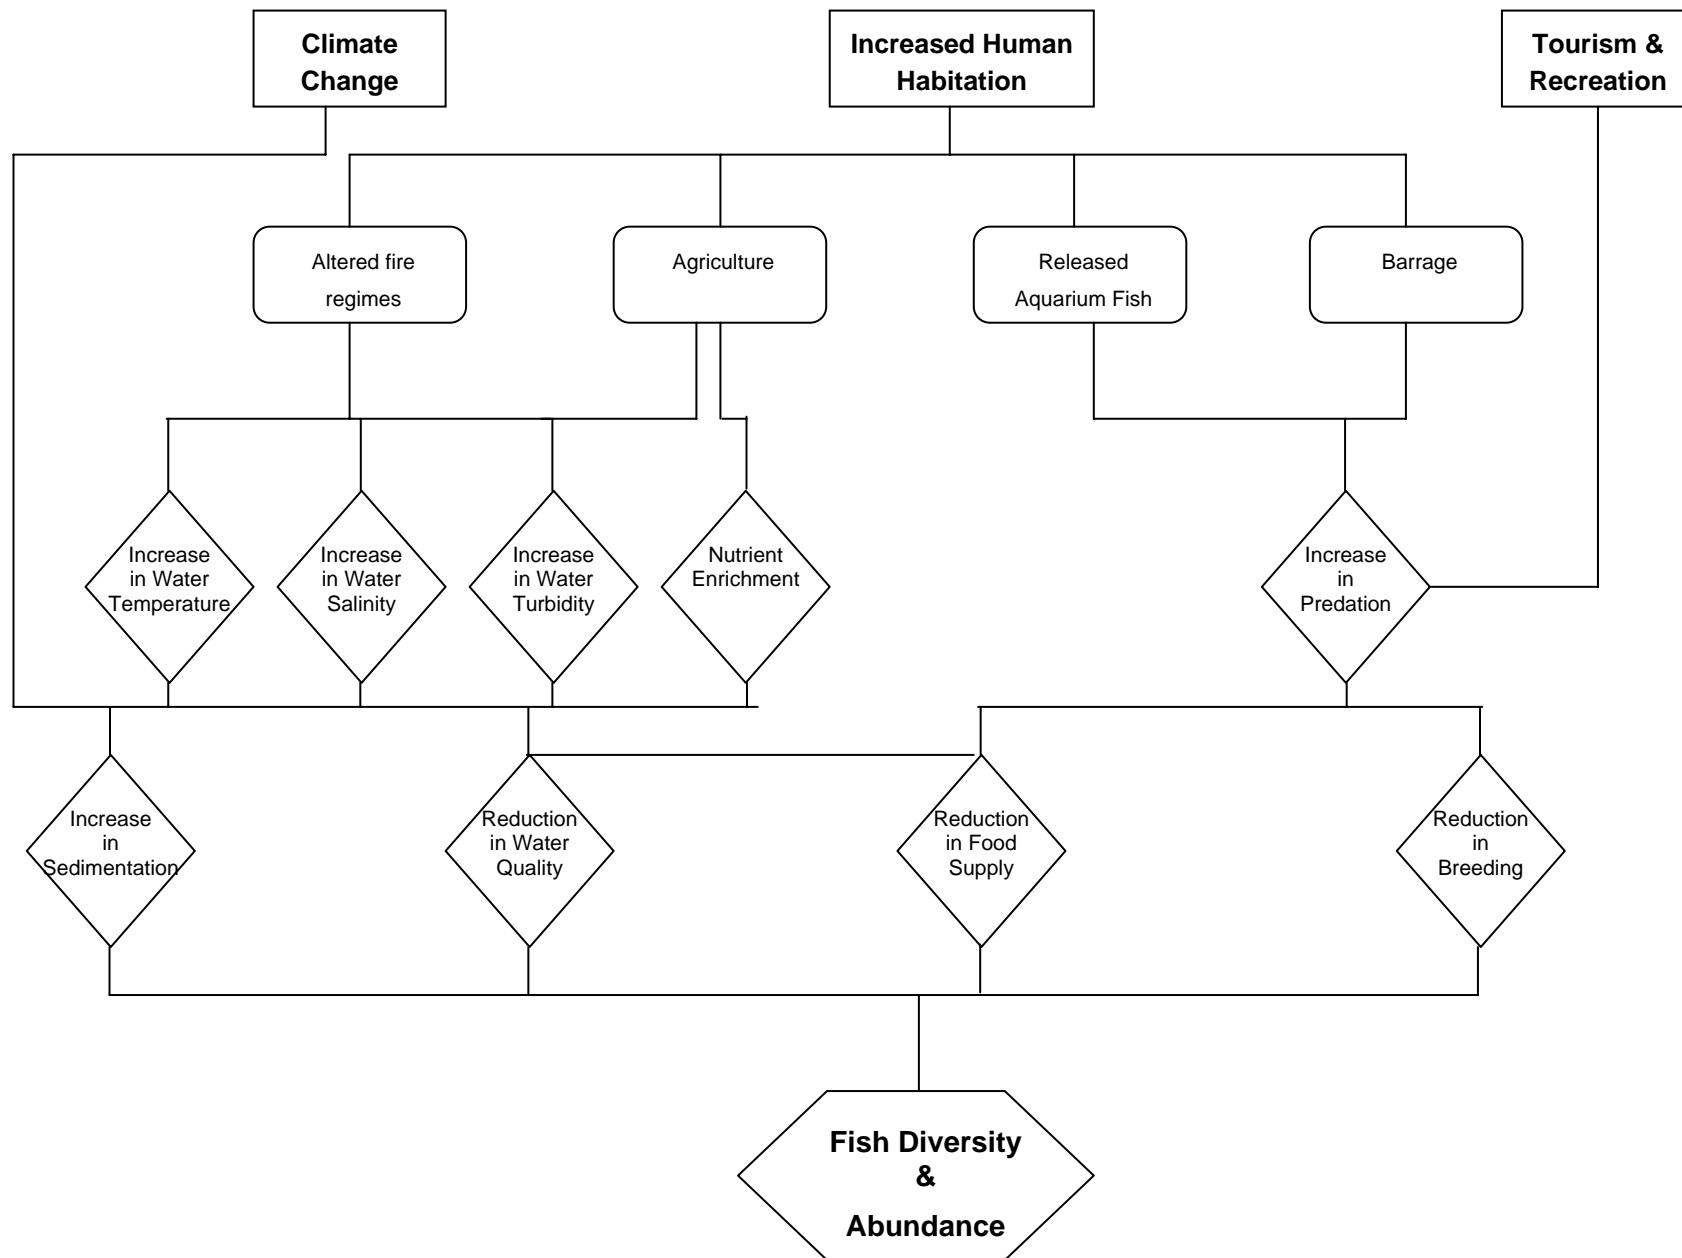 Climate
Change
Increased Human
Habitation
Tourism &
Recreation
Altered fire
regimes
Agriculture
Released
Aquarium Fish
Barrage
Increase
in Water
Temperature
Increase
in Water
Salinity
Increase
in Water
Turbidity
Nutrient
Enrichment
Increase
in
Predation
Increase
in
Sedimentation
Reduction
in Water
Quality
Reduction
in Food
Supply
Reduction
in
Breeding
Fish Diversity
&
Abundance